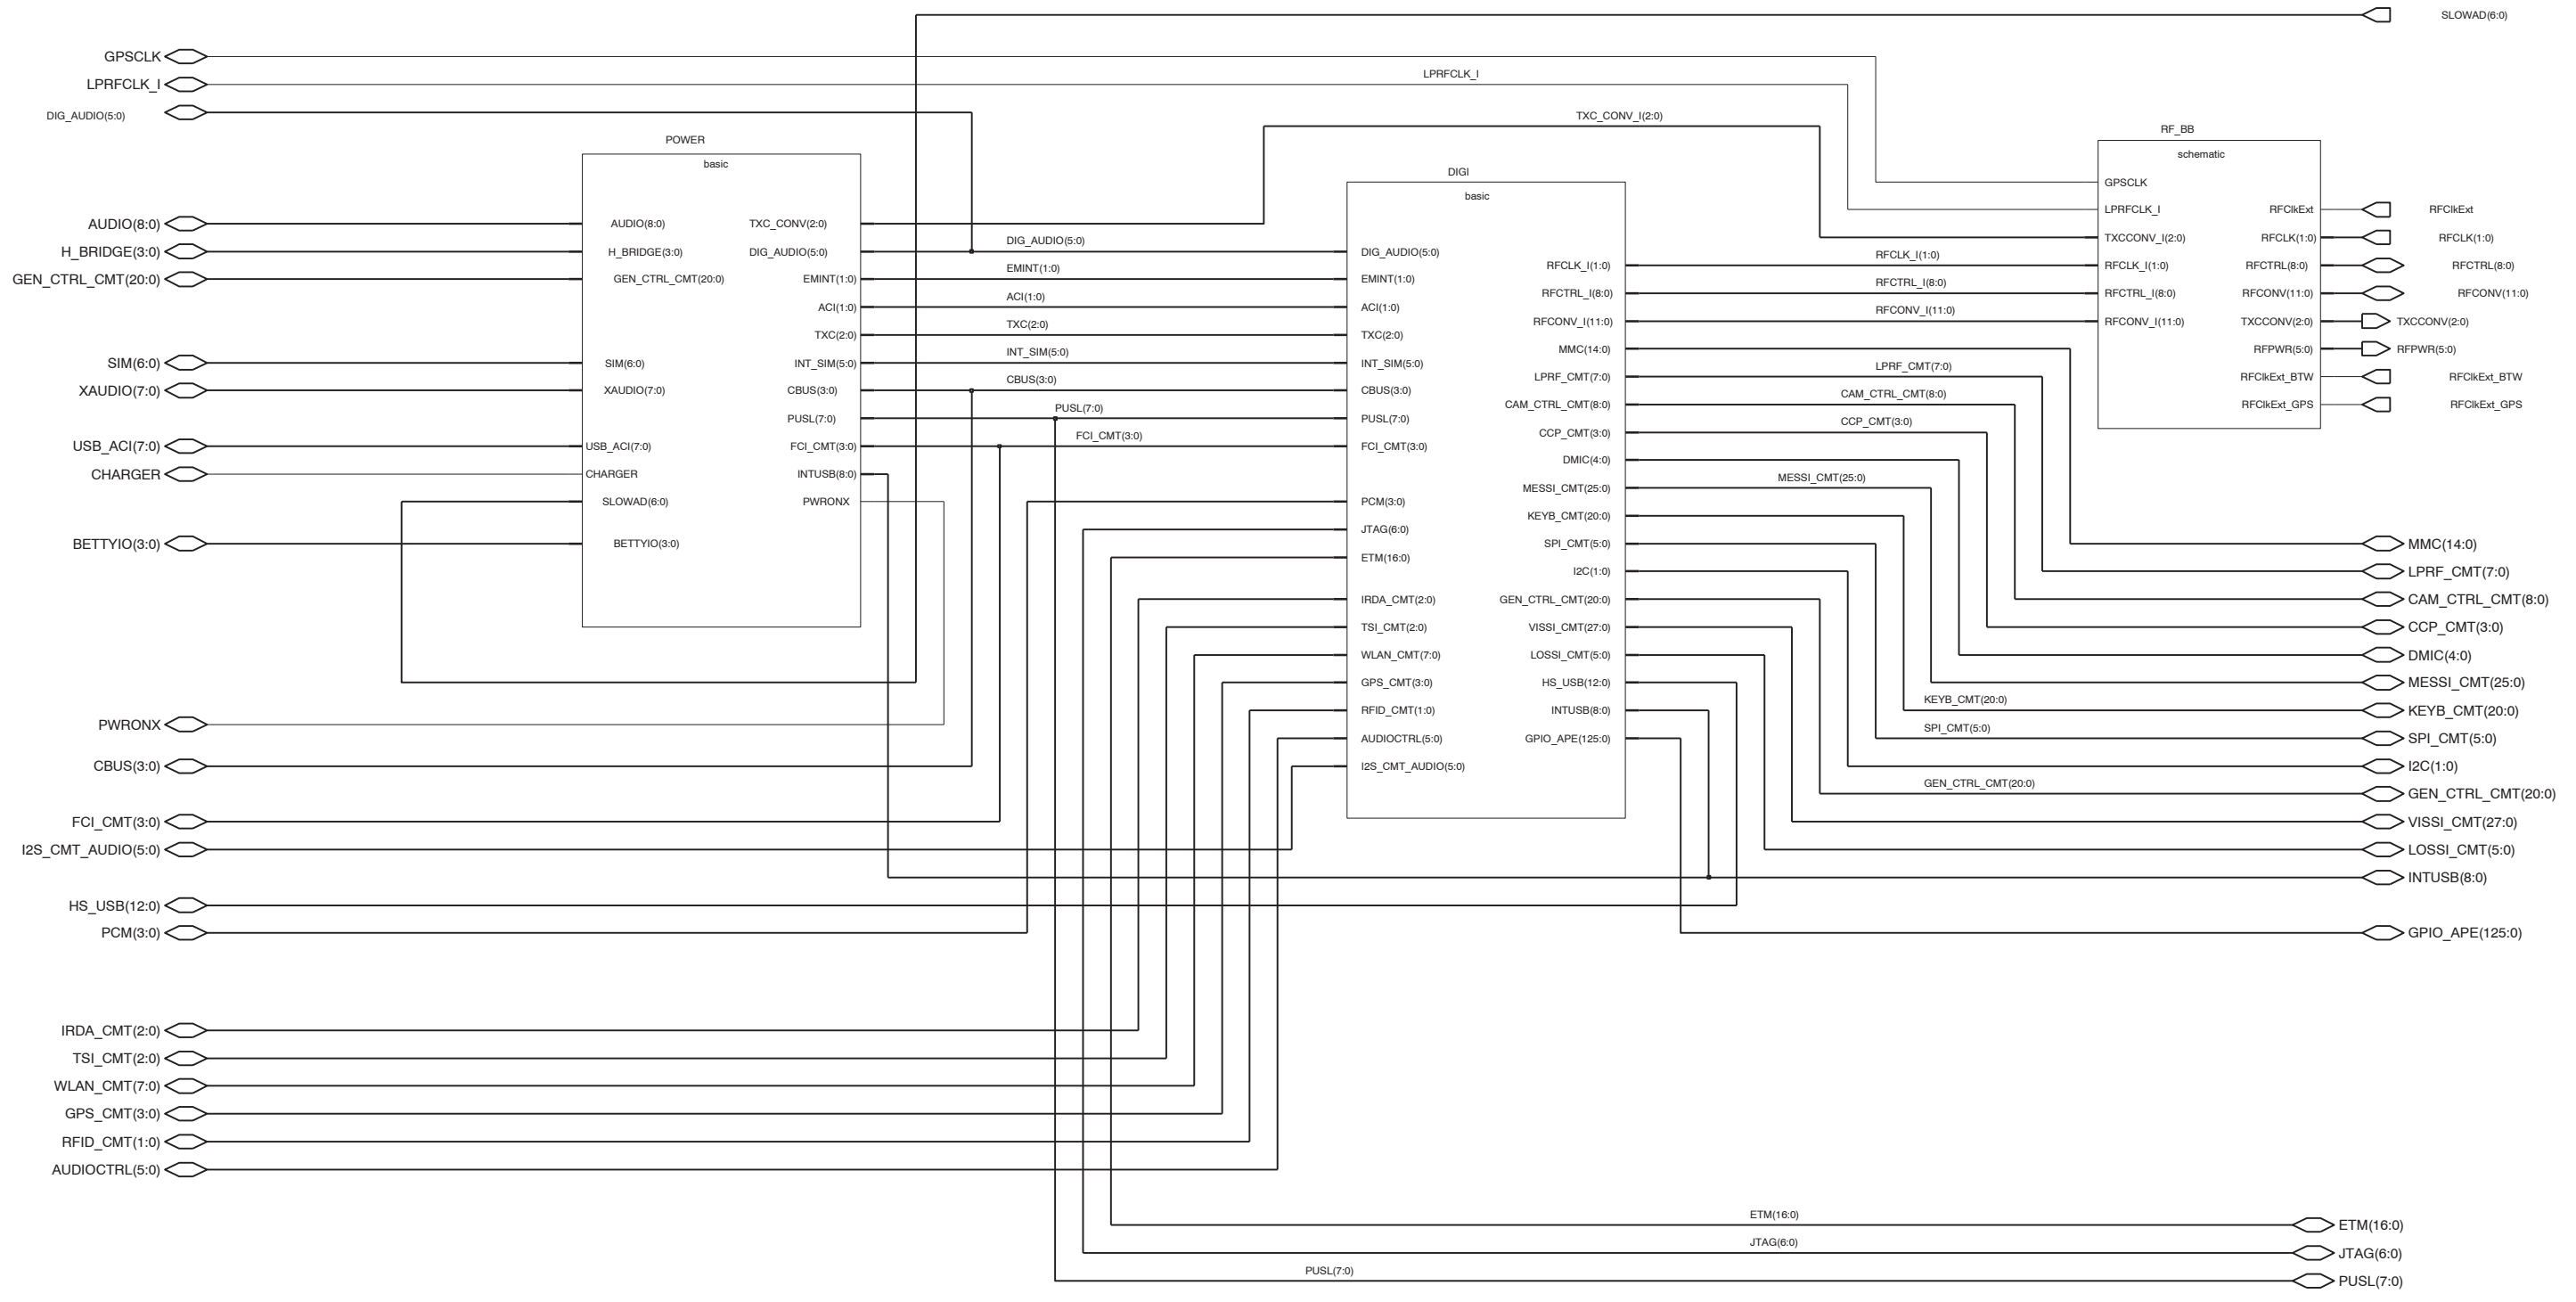 SLOWAD(6:0)
GPSCLK
LPRFCLK_I
LPRFCLK_I
DIG_AUDIO(5:0)
TXC_CONV_I(2:0)
POWER
basic
AUDIO(8:0)
H_BRIDGE(3:0)
GEN_CTRL_CMT(20:0)
SIM(6:0)
XAUDIO(7:0)
USB_ACI(7:0)
CHARGER
BETTYIO(3:0)
PWRONX
CBUS(3:0)
FCI_CMT(3:0)
I2S_CMT_AUDIO(5:0)
HS_USB(12:0)
PCM(3:0)
IRDA_CMT(2:0)
TSI_CMT(2:0)
WLAN_CMT(7:0)
GPS_CMT(3:0)
RFID_CMT(1:0)
AUDIOCTRL(5:0)
AUDIO(8:0)
H_BRIDGE(3:0)
GEN_CTRL_CMT(20:0)
SIM(6:0)
XAUDIO(7:0)
USB_ACI(7:0)
CHARGER
SLOWAD(6:0)
BETTYIO(3:0)
TXC_CONV(2:0)
DIG_AUDIO(5:0)
EMINT(1:0)
ACI(1:0)
TXC(2:0)
INT_SIM(5:0)
CBUS(3:0)
PUSL(7:0)
FCI_CMT(3:0)
INTUSB(8:0)
PWRONX
DIG_AUDIO(5:0)
EMINT(1:0)
ACI(1:0)
TXC(2:0)
INT_SIM(5:0)
CBUS(3:0)
PUSL(7:0)
FCI_CMT(3:0)
DIGI
basic
DIG_AUDIO(5:0)
EMINT(1:0)
ACI(1:0)
TXC(2:0)
INT_SIM(5:0)
CBUS(3:0)
PUSL(7:0)
FCI_CMT(3:0)
PCM(3:0)
JTAG(6:0)
ETM(16:0)
IRDA_CMT(2:0)
TSI_CMT(2:0)
WLAN_CMT(7:0)
GPS_CMT(3:0)
RFID_CMT(1:0)
AUDIOCTRL(5:0)
I2S_CMT_AUDIO(5:0)
RFCLK_I(1:0)
RFCTRL_I(8:0)
RFCONV_I(11:0)
MMC(14:0)
LPRF_CMT(7:0)
CAM_CTRL_CMT(8:0)
CCP_CMT(3:0)
DMIC(4:0)
MESSI_CMT(25:0)
KEYB_CMT(20:0)
SPI_CMT(5:0)
I2C(1:0)
GEN_CTRL_CMT(20:0)
VISSI_CMT(27:0)
LOSSI_CMT(5:0)
HS_USB(12:0)
INTUSB(8:0)
GPIO_APE(125:0)
RFCLK_I(1:0)
RFCTRL_I(8:0)
RFCONV_I(11:0)
LPRF_CMT(7:0)
CAM_CTRL_CMT(8:0)
CCP_CMT(3:0)
MESSI_CMT(25:0)
KEYB_CMT(20:0)
SPI_CMT(5:0)
GEN_CTRL_CMT(20:0)
RF_BB
schematic
GPSCLK
LPRFCLK_I
TXCCONV_I(2:0)
RFCLK_I(1:0)
RFCTRL_I(8:0)
RFCONV_I(11:0)
RFClkExt
RFCLK(1:0)
RFCTRL(8:0)
RFCONV(11:0)
TXCCONV(2:0)
RFPWR(5:0)
RFClkExt_BTW
RFClkExt_GPS
RFClkExt
RFCLK(1:0)
RFCTRL(8:0)
RFCONV(11:0)
TXCCONV(2:0)
RFPWR(5:0)
RFClkExt_BTW
RFClkExt_GPS
MMC(14:0)
LPRF_CMT(7:0)
CAM_CTRL_CMT(8:0)
CCP_CMT(3:0)
DMIC(4:0)
MESSI_CMT(25:0)
KEYB_CMT(20:0)
SPI_CMT(5:0)
I2C(1:0)
GEN_CTRL_CMT(20:0)
VISSI_CMT(27:0)
LOSSI_CMT(5:0)
INTUSB(8:0)
GPIO_APE(125:0)
ETM(16:0)
ETM(16:0)
JTAG(6:0)
JTAG(6:0)
PUSL(7:0)
PUSL(7:0)